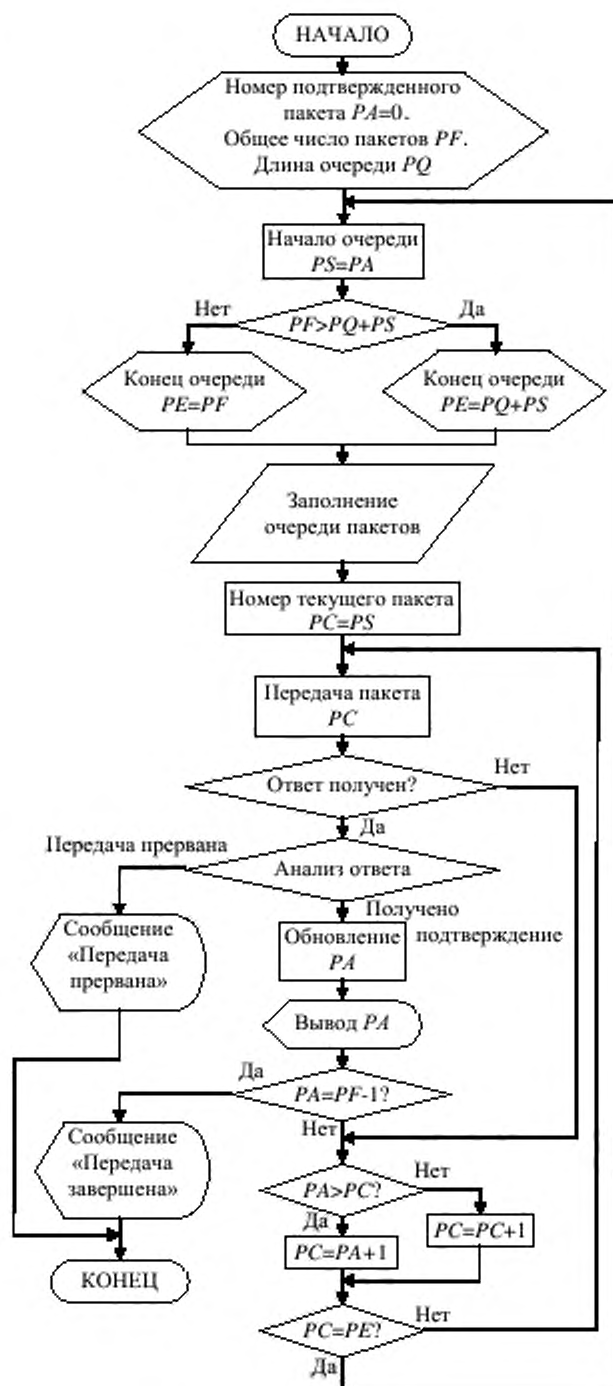 НАЧАЛО
Номер подтвержденного
пакета PA=0.
Общее число пакетов PF.
Длина очереди PQ
Начало очереди
PS=PA
Нет
PF>PQ+PS
Да
Конец очереди
PE=PF
Конец очереди
PE=PQ+PS
Заполнение
очереди пакетов
Номер текущего пакета
PC=PS
Передача пакета
PC
Ответ получен?
Нет
Да
Передача прервана
Анализ ответа
Получено
подтверждение
Сообщение
«Передача
прервана»
Обновление
PA
Вывод PA
Да
PA=PF-1?
Нет
Сообщение
«Передача
завершена»
PA>PC?
Нет
Да
PC=PC+1
PC=PA+1
КОНЕЦ
PC=PE?
Нет
Да